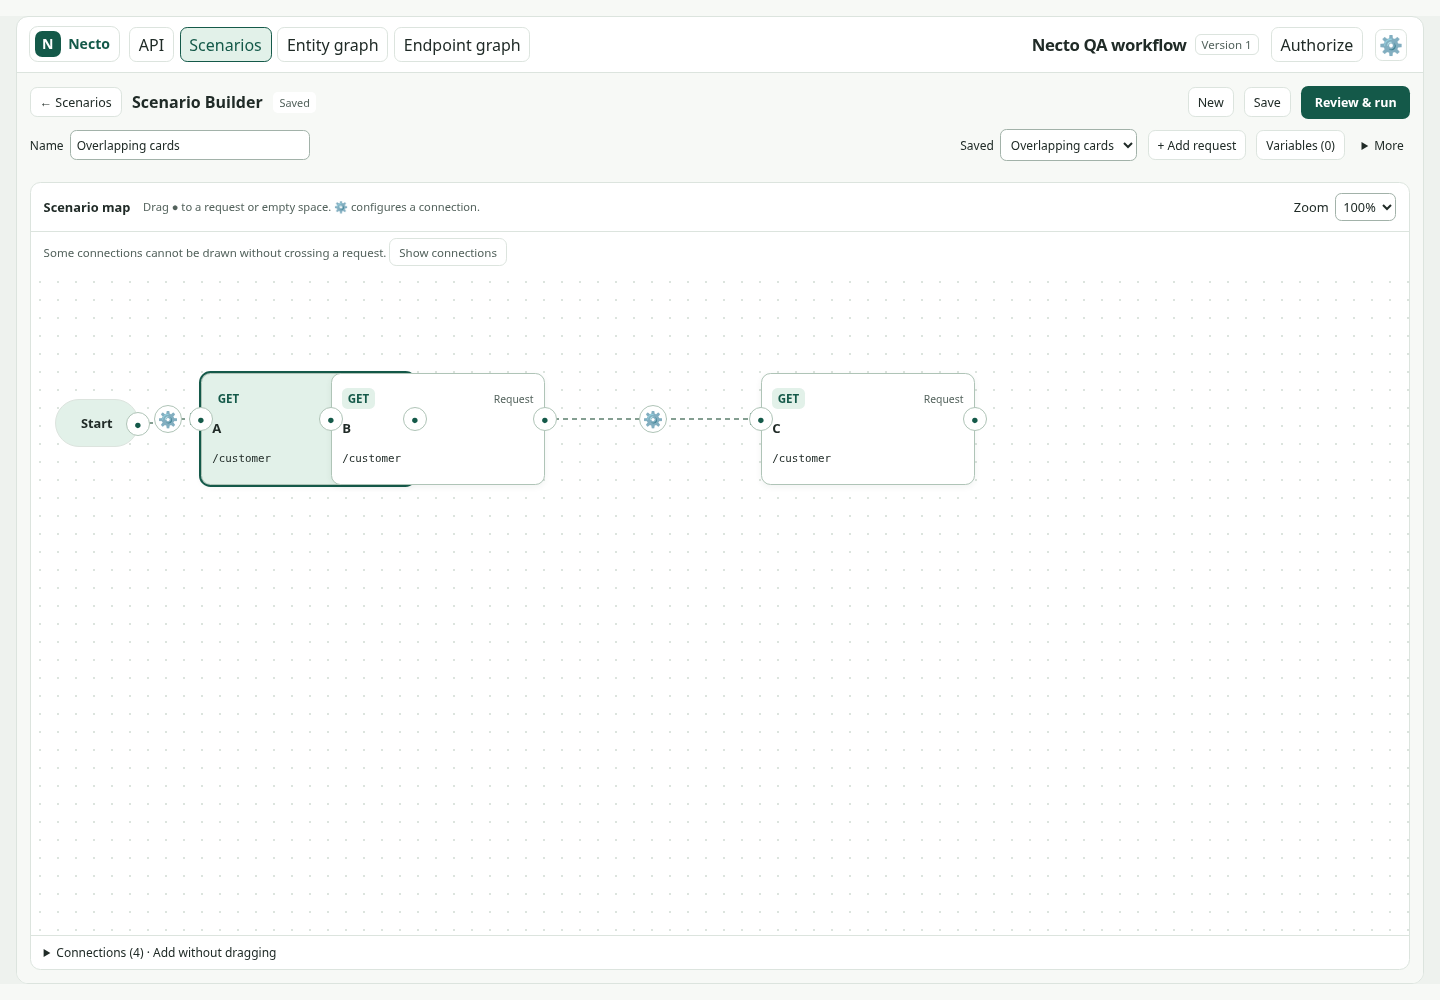 N Necto API Scenarios Entity graph Endpoint graph Necto QA workflow Version 1 Authorize
← Scenarios Scenario Builder Saved New Save Review & run
Name Overlapping cards Saved Overlapping cards + Add request Variables (0) ▶ More
Scenario map Drag ● to a request or empty space. ⚙️ configures a connection. Zoom 100%
Some connections cannot be drawn without crossing a request. Show connections
GET GET Request GET Request
Start A B C
/customer /customer /customer
▶ Connections (4) · Add without dragging